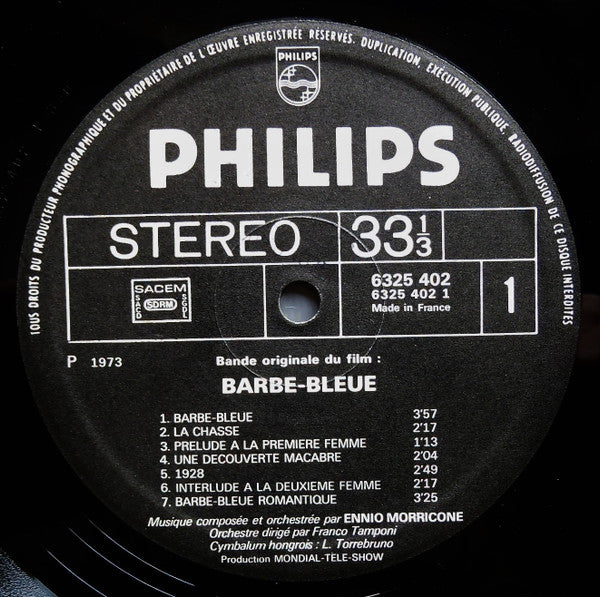 TOUS DROITS DU PRODUCTEUR PHONOGRAPHIQUE ET DU PROPRIÉTAIRE DE L'ŒUVRE ENREGISTRÉE RÉSERVÉS. DUPLICATION, EXÉCUTION PUBLIQUE, RADIODIFFUSION DE CE DISQUE INTERDITES
PHILIPS
PHILIPS
STEREO 33 1/3
SACEM
SACD SDRM SGDL
6325 402
6325 402 1
Made in France
1
P 1973
Bande originale du film :
BARBE-BLEUE
1. BARBE-BLEUE 3'57
2. LA CHASSE 2'17
3. PRELUDE A LA PREMIERE FEMME 1'13
4. UNE DECOUVERTE MACABRE 2'04
5. 1928 2'49
6. INTERLUDE A LA DEUXIEME FEMME 2'17
7. BARBE-BLEUE ROMANTIQUE 3'25
Musique composée et orchestrée par ENNIO MORRICONE
Orchestre dirigé par Franco Tamponi
Cymbalum hongrois : L. Torrebruno
Production MONDIAL-TELE-SHOW